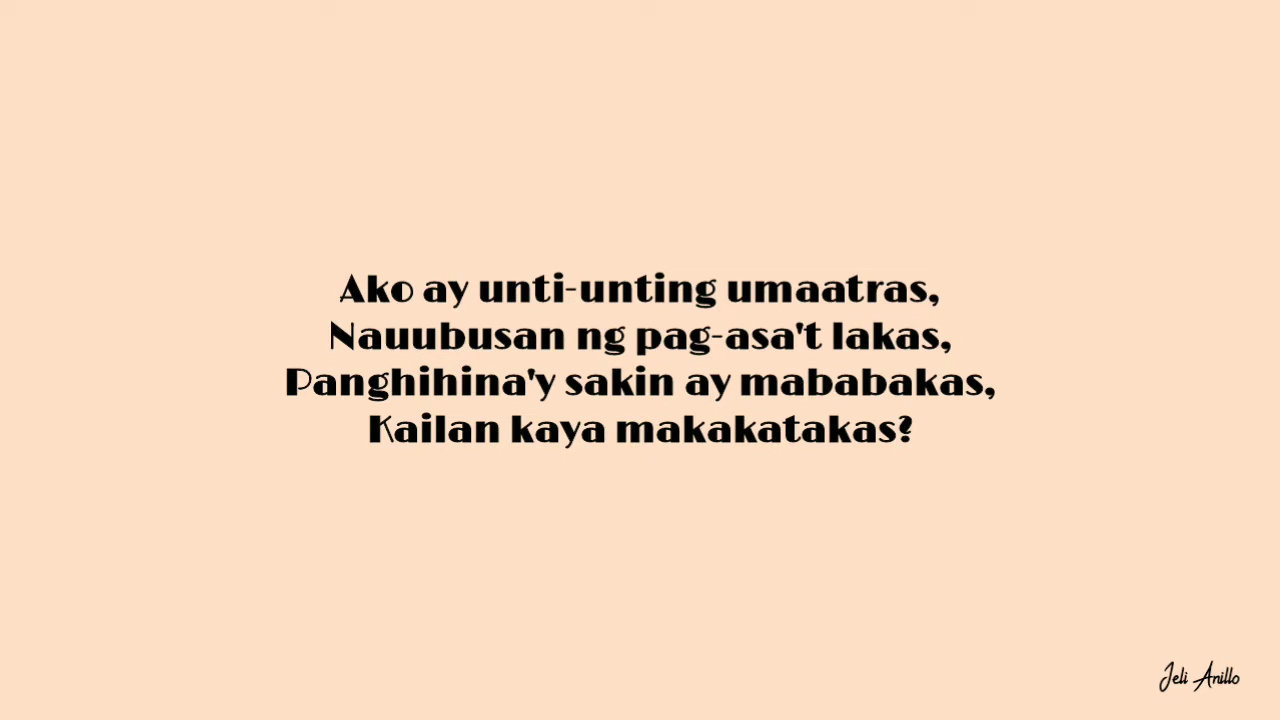 Ako ay unti-unting umaatras,
Nauubusan ng pag-asa't lakas,
Panghihina'y sakin ay mababakas,
Kailan kaya makakatakas?
Jeli Anillo